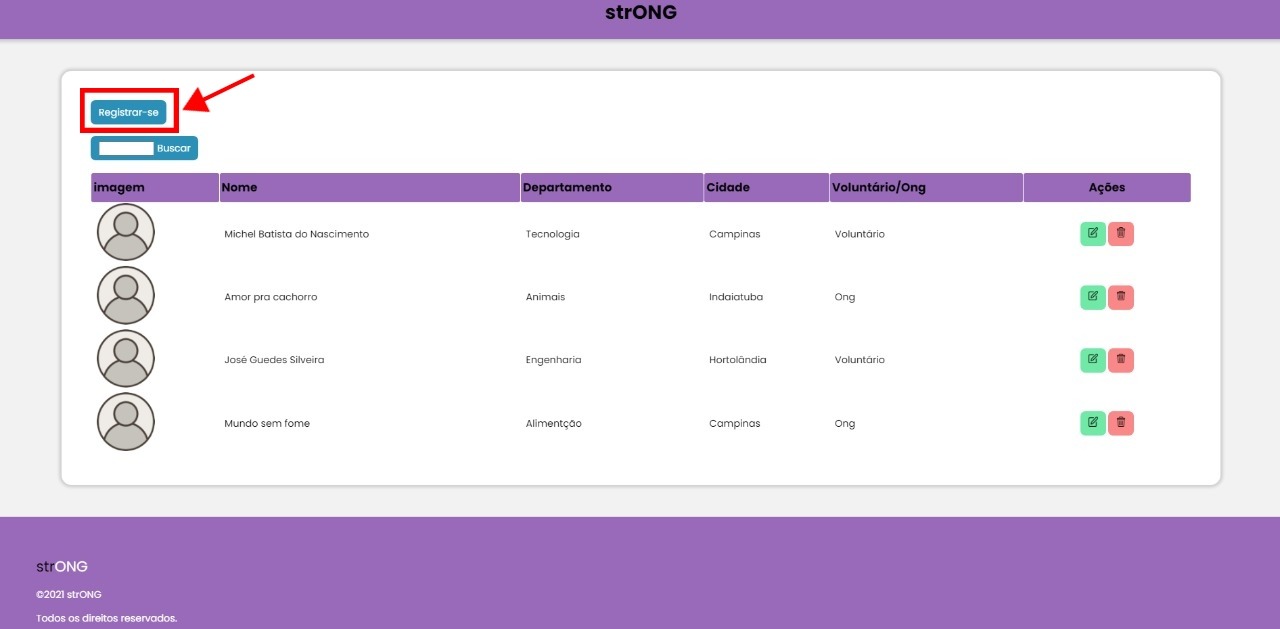 strONG
Registrar-se
Buscar
imagem Nome Departamento Cidade Voluntário/Ong Ações
Michel Batista do Nascimento Tecnologia Campinas Voluntário
Amor pra cachorro Animais Indaiatuba Ong
José Guedes Silveira Engenharia Hortolândia Voluntário
Mundo sem fome Alimentção Campinas Ong
strONG
©2021 strONG
Todos os direitos reservados.